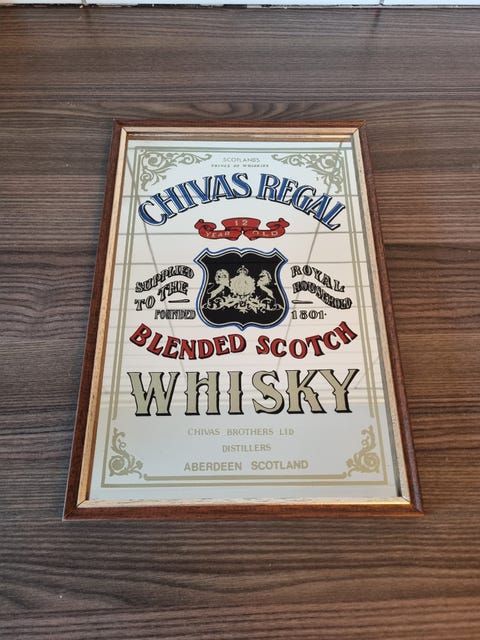 SCOTLANDS
PRINCE OF WHISKIES
CHIVAS REGAL
12
YEAR OLD
SUPPLIED
TO THE
ROYAL
HOUSEHOLD
FOUNDED 1801
BLENDED SCOTCH
WHISKY
CHIVAS BROTHERS LTD
DISTILLERS
ABERDEEN SCOTLAND